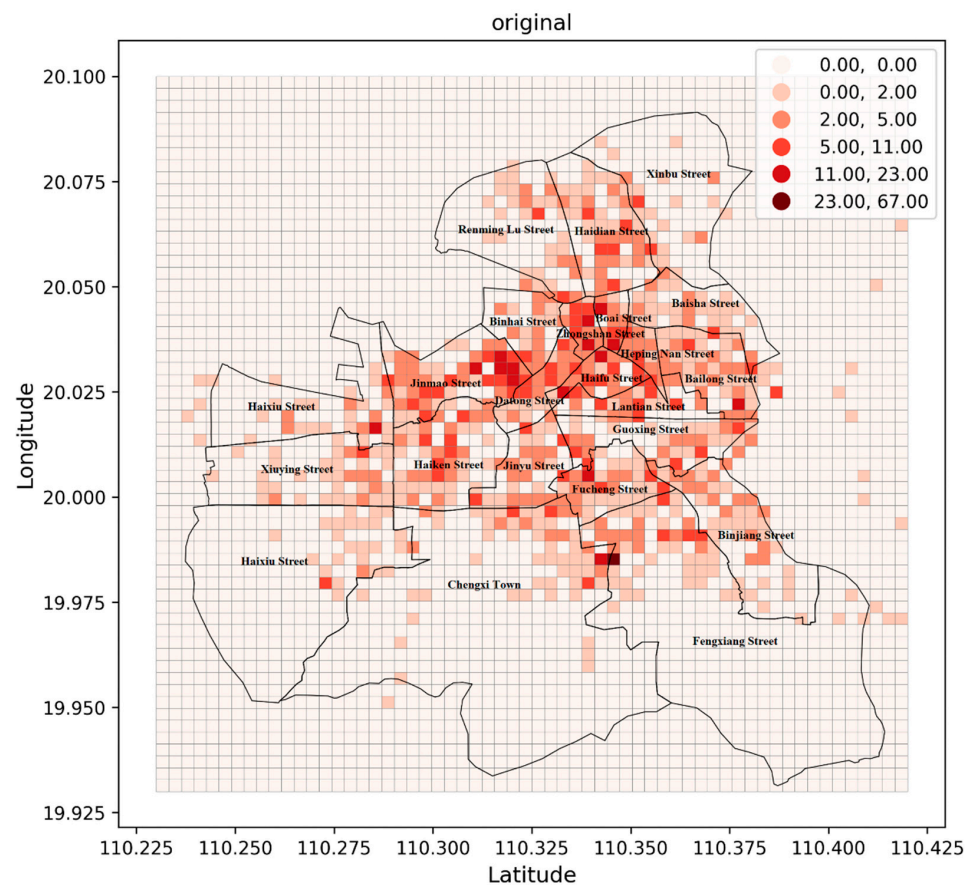 original
0.00, 0.00
0.00, 2.00
2.00, 5.00
5.00, 11.00
11.00, 23.00
23.00, 67.00
20.100
20.075
20.050
20.025
20.000
19.975
19.950
19.925
Longitude
Xinbu Street
Renming Lu Street
Haidian Street
Baisha Street
Binhai Street
Boai Street
Zhongshan Street
Heping Nan Street
Jinmao Street
Haifu Street
Bailong Street
Datong Street
Haixiu Street
Lantian Street
Guoxing Street
Xiuying Street
Haiken Street
Jinyu Street
Fucheng Street
Binjiang Street
Haixiu Street
Chengxi Town
Fengxiang Street
110.225
110.250
110.275
110.300
110.325
110.350
110.375
110.400
110.425
Latitude